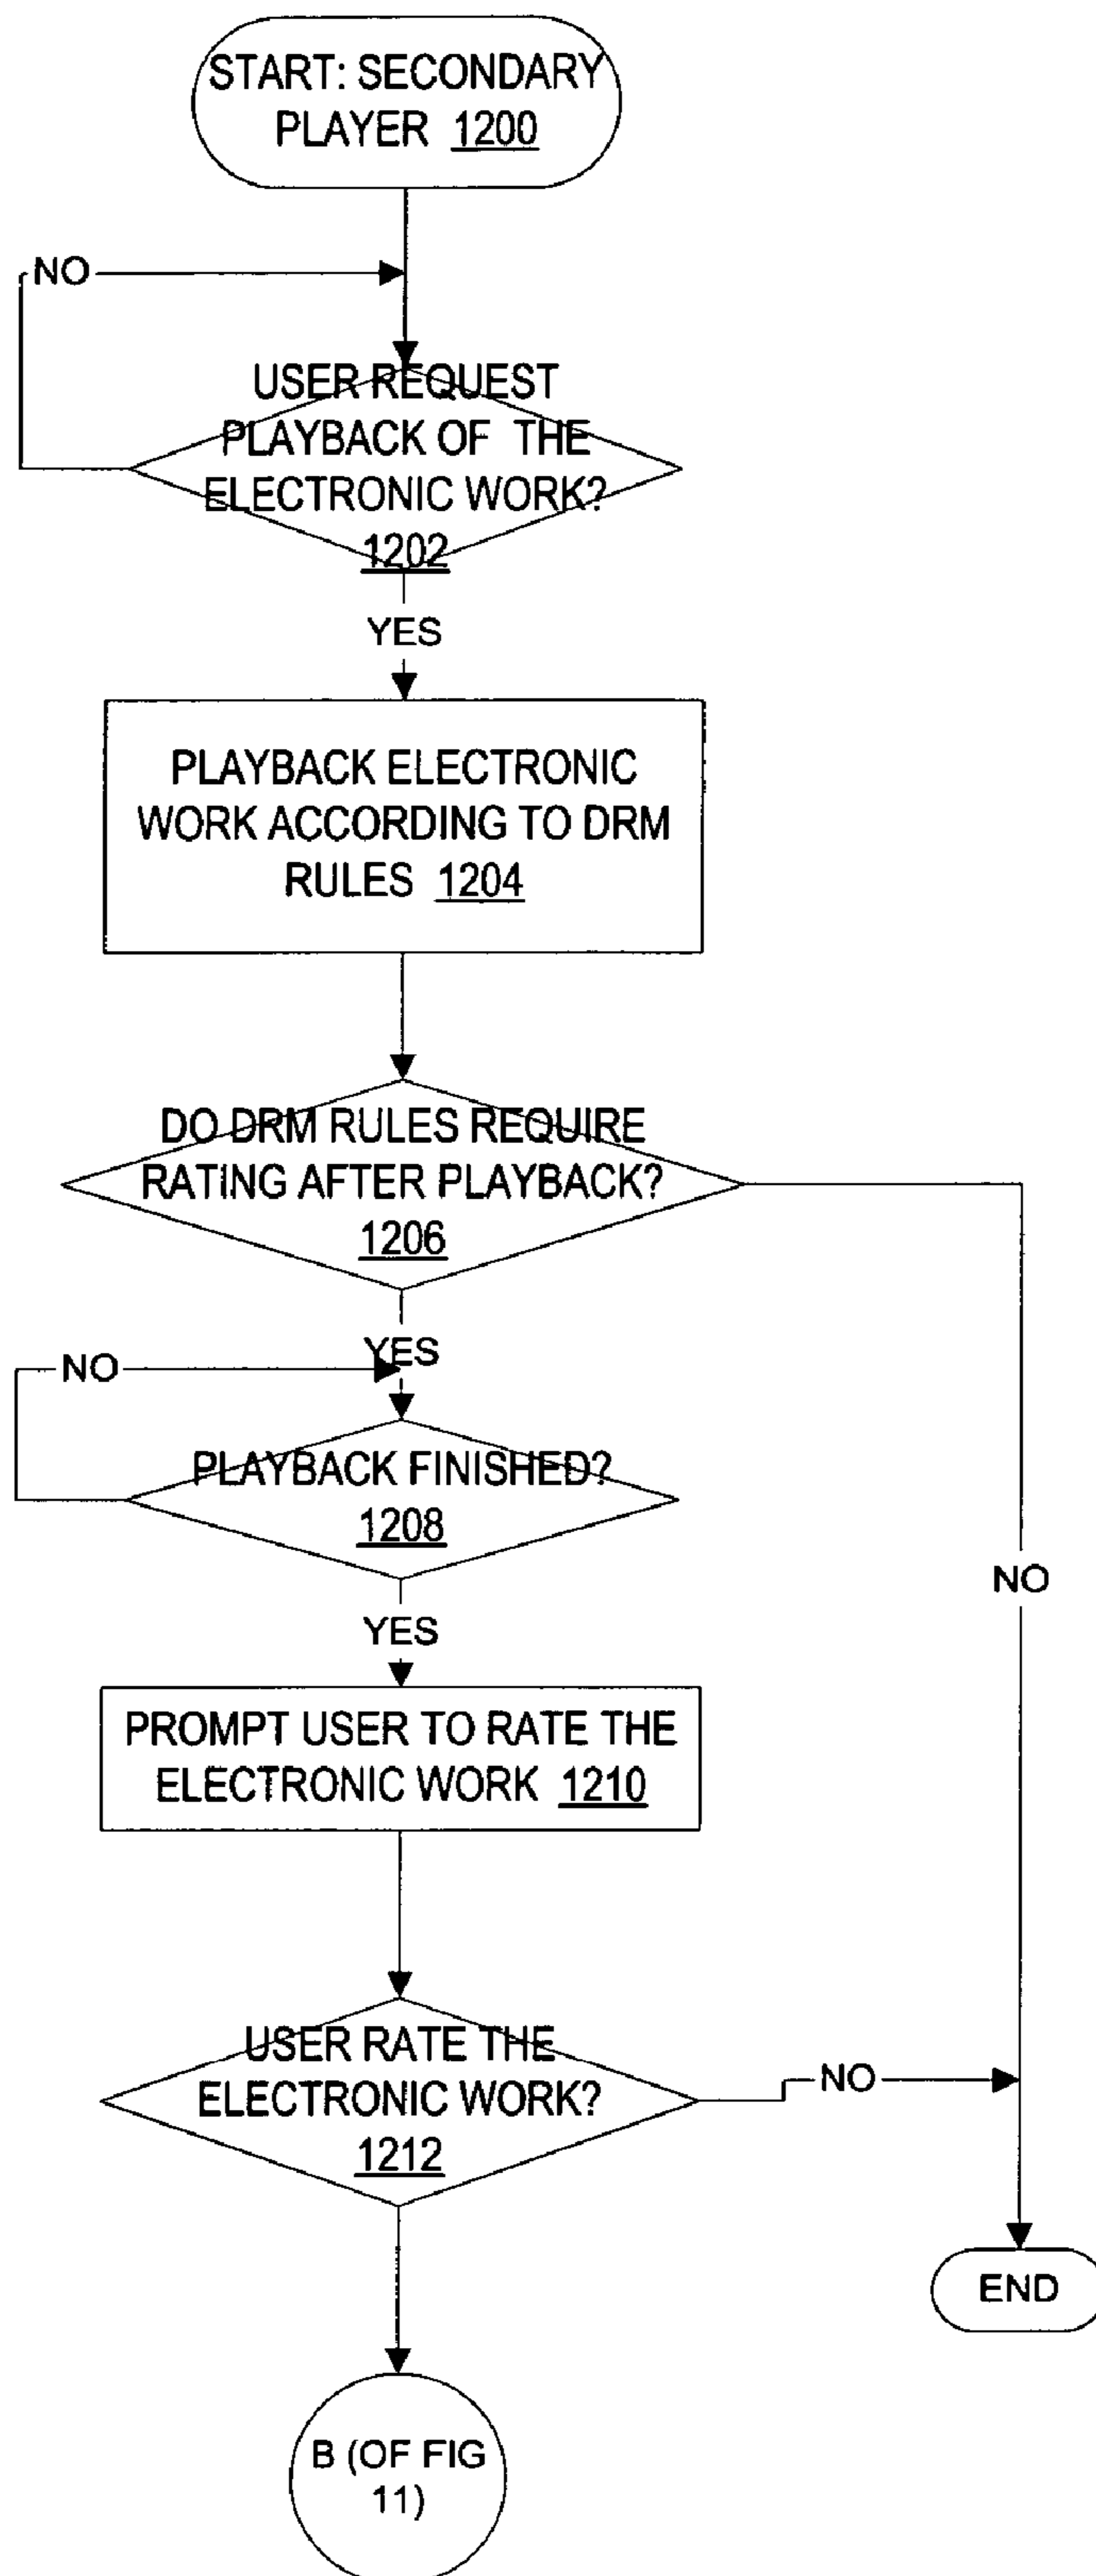 START: SECONDARY
PLAYER 1200
NO
USER REQUEST
PLAYBACK OF THE
ELECTRONIC WORK?
1202
YES
PLAYBACK ELECTRONIC
WORK ACCORDING TO DRM
RULES 1204
DO DRM RULES REQUIRE
RATING AFTER PLAYBACK?
1206
YES
NO
PLAYBACK FINISHED?
1208
NO
YES
PROMPT USER TO RATE THE
ELECTRONIC WORK 1210
USER RATE THE
ELECTRONIC WORK?
1212
NO
END
B (OF FIG
11)